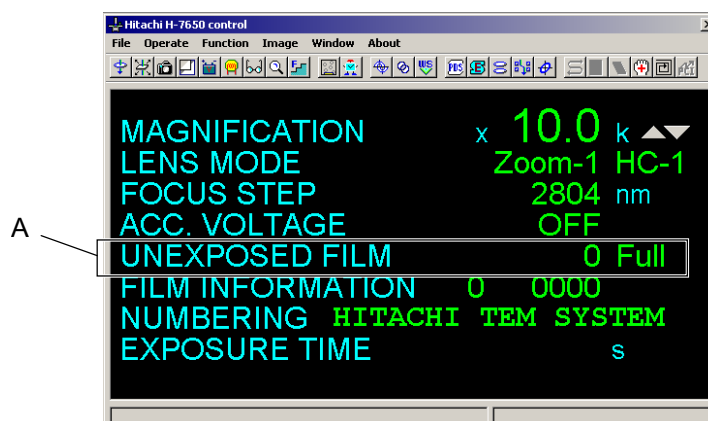 Hitachi H-7650 control
File Operate Function Image Window About
MAGNIFICATION x 10.0 k
LENS MODE Zoom-1 HC-1
FOCUS STEP 2804 nm
ACC. VOLTAGE OFF
A
UNEXPOSED FILM 0 Full
FILM INFORMATION 0 0000
NUMBERING HITACHI TEM SYSTEM
EXPOSURE TIME s